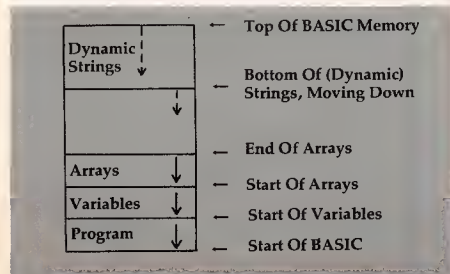 Top Of BASIC Memory
Dynamic
Strings
Bottom Of (Dynamic)
Strings, Moving Down
End Of Arrays
Arrays
Start Of Arrays
Variables
Start Of Variables
Program
Start Of BASIC